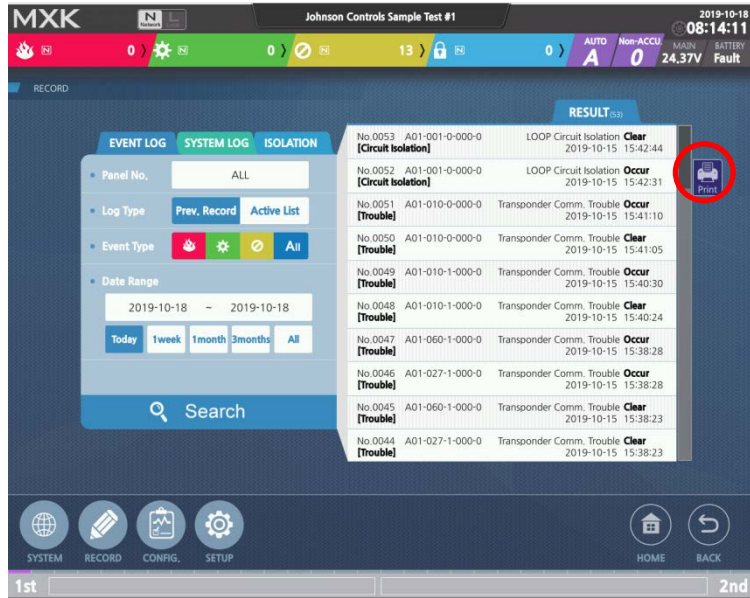 MXK
N L
Network Local
Johnson Controls Sample Test #1
2019-10-18
08:14:11
N 0 〉 N 0 〉 N 13 〉 N 0 〉
AUTO
A
Non-ACCU.
0
MAIN
24.37V
BATTERY
Fault
RECORD
EVENT LOG SYSTEM LOG ISOLATION
Panel No. ALL
Log Type Prev. Record Active List
Event Type All
Date Range
2019-10-18 ~ 2019-10-18
Today 1week 1month 3months All
Search
RESULT(53)
No.0053 A01-001-0-000-0 LOOP Circuit Isolation Clear
[Circuit Isolation] 2019-10-15 15:42:44
No.0052 A01-001-0-000-0 LOOP Circuit Isolation Occur
[Circuit Isolation] 2019-10-15 15:42:31
No.0051 A01-010-0-000-0 Transponder Comm. Trouble Occur
[Trouble] 2019-10-15 15:41:10
No.0050 A01-010-0-000-0 Transponder Comm. Trouble Clear
[Trouble] 2019-10-15 15:41:05
No.0049 A01-010-1-000-0 Transponder Comm. Trouble Occur
[Trouble] 2019-10-15 15:40:30
No.0048 A01-010-1-000-0 Transponder Comm. Trouble Clear
[Trouble] 2019-10-15 15:40:24
No.0047 A01-060-1-000-0 Transponder Comm. Trouble Occur
[Trouble] 2019-10-15 15:38:28
No.0046 A01-027-1-000-0 Transponder Comm. Trouble Occur
[Trouble] 2019-10-15 15:38:28
No.0045 A01-060-1-000-0 Transponder Comm. Trouble Clear
[Trouble] 2019-10-15 15:38:23
No.0044 A01-027-1-000-0 Transponder Comm. Trouble Clear
[Trouble] 2019-10-15 15:38:23
Print
SYSTEM RECORD CONFIG. SETUP HOME BACK
1st 2nd